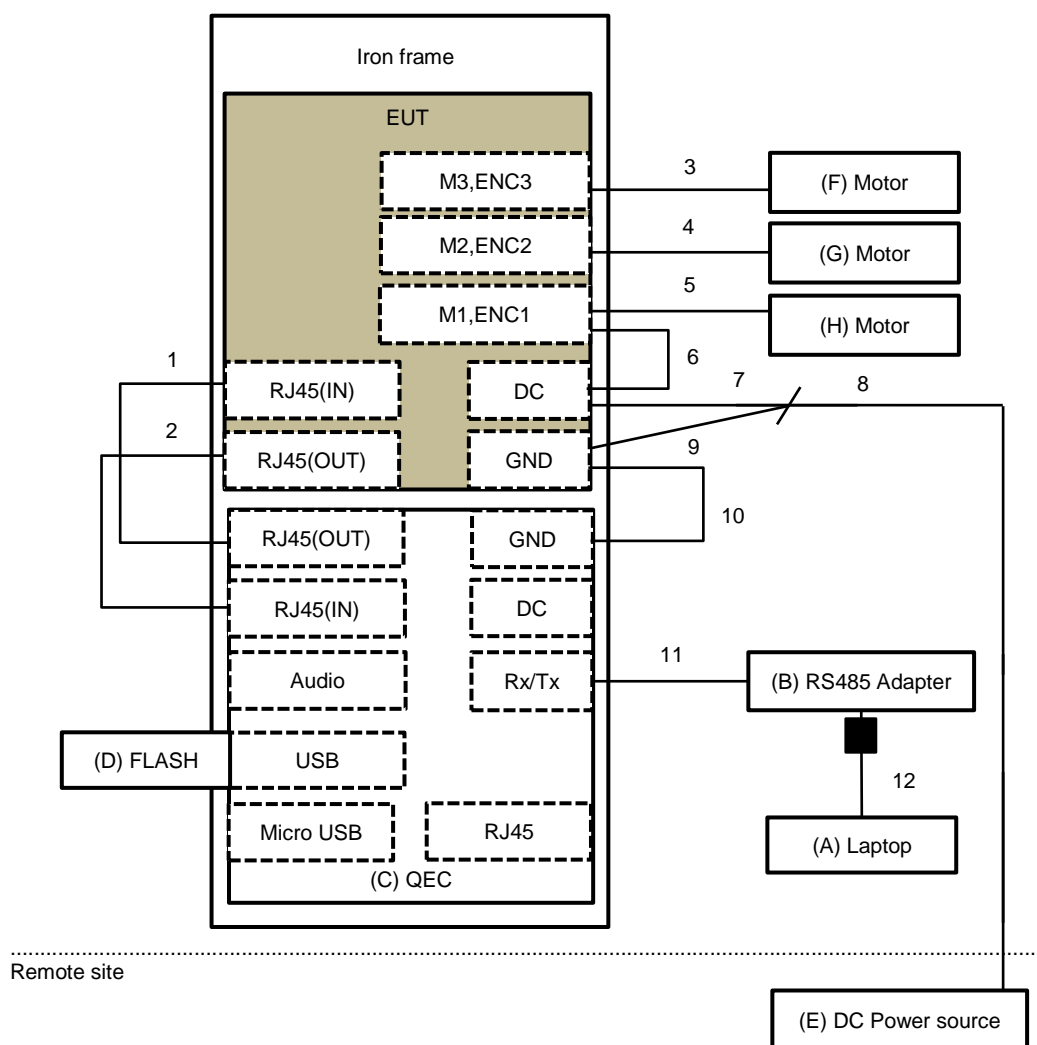 Iron frame
EUT
M3,ENC3
3
(F) Motor
M2,ENC2
4
(G) Motor
M1,ENC1
5
(H) Motor
6
1
RJ45(IN)
DC
7
8
2
RJ45(OUT)
GND
9
10
RJ45(OUT)
GND
RJ45(IN)
DC
Audio
Rx/Tx
11
(B) RS485 Adapter
(D) FLASH
USB
12
Micro USB
RJ45
(A) Laptop
(C) QEC
Remote site
(E) DC Power source